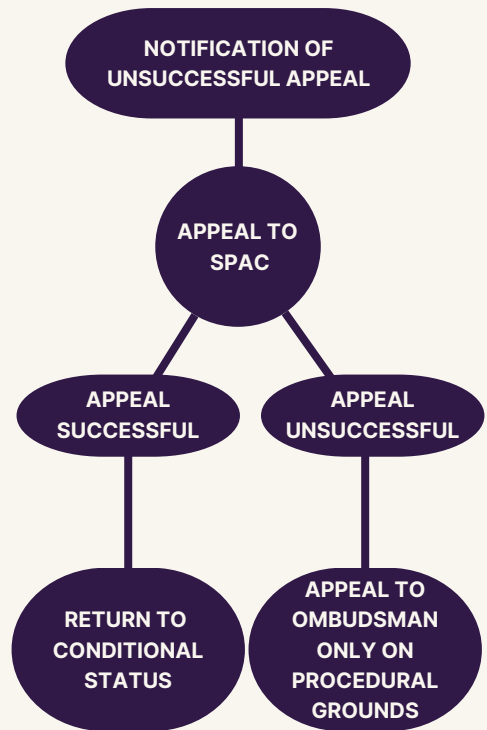 NOTIFICATION OF
UNSUCCESSFUL APPEAL
APPEAL TO
SPAC
APPEAL
SUCCESSFUL
APPEAL
UNSUCCESSFUL
RETURN TO
CONDITIONAL
STATUS
APPEAL TO
OMBUDSMAN
ONLY ON
PROCEDURAL
GROUNDS